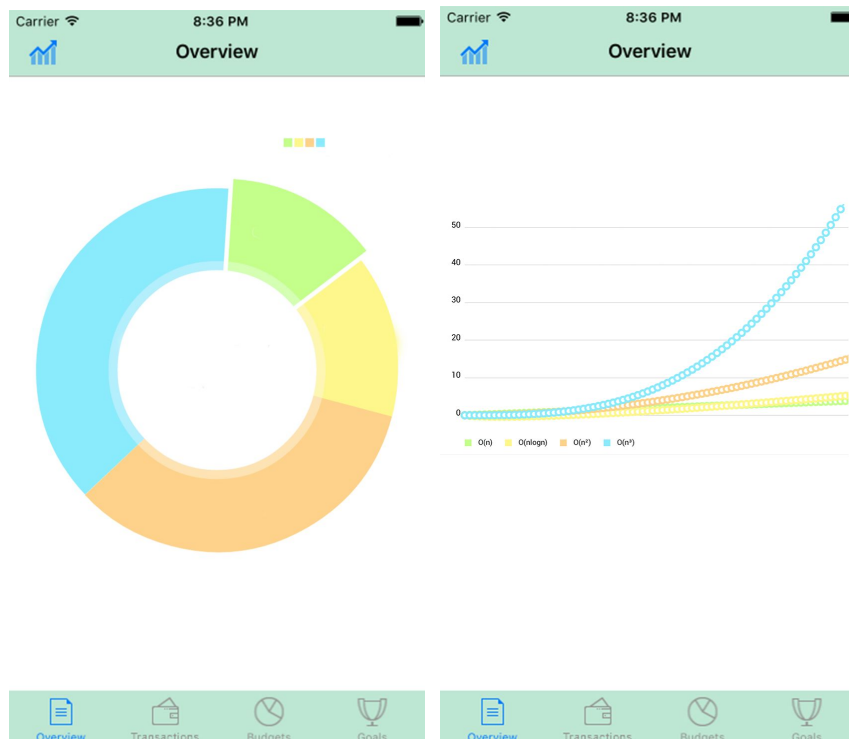 Carrier 8:36 PM
Overview
Overview Transactions Budgets Goals
Carrier 8:36 PM
Overview
50
40
30
20
10
0
O(n) O(nlogn) O(n²) O(n³)
Overview Transactions Budgets Goals